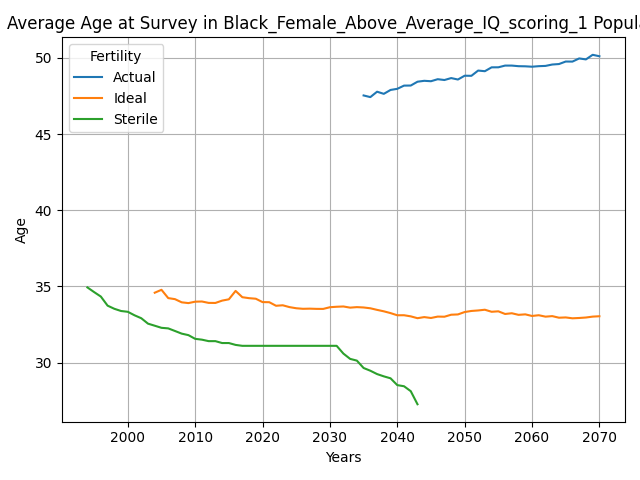 Average Age at Survey in Black_Female_Above_Average_IQ_scoring_1 Popul
Fertility
Actual
Ideal
Sterile
50
45
40
35
30
Age
2000 2010 2020 2030 2040 2050 2060 2070
Years